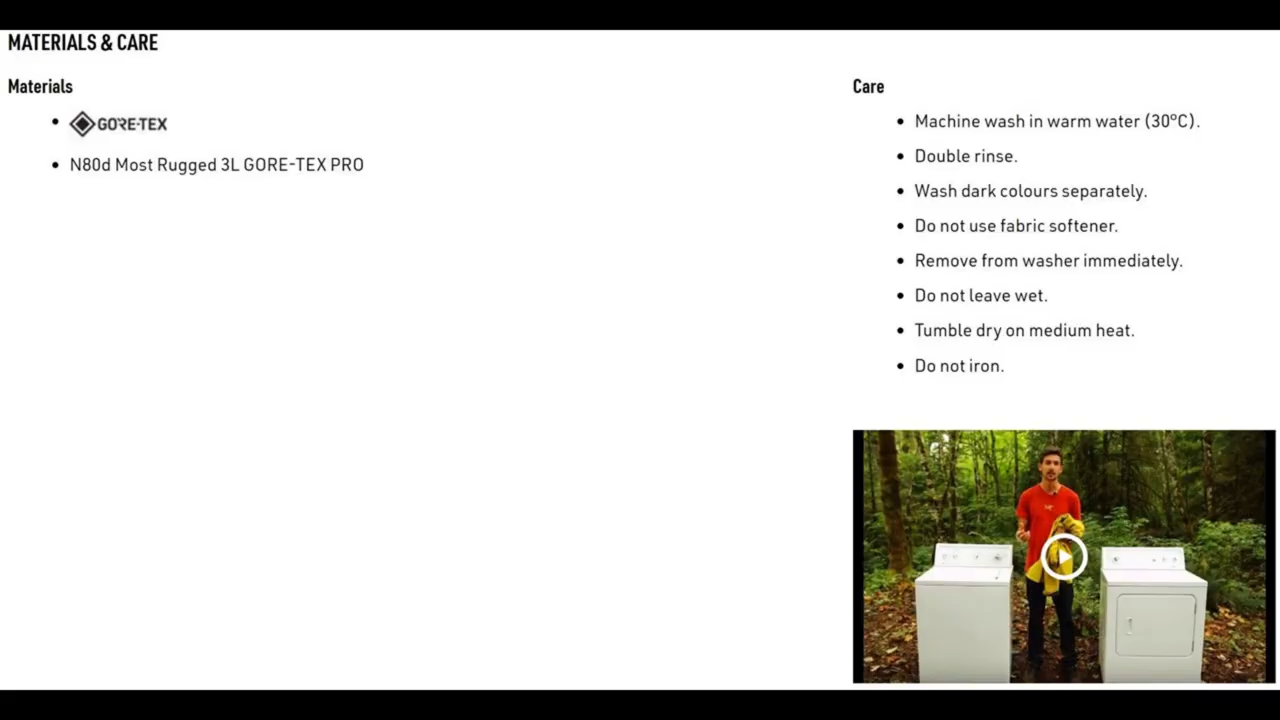 MATERIALS & CARE
Materials
GORE-TEX
N80d Most Rugged 3L GORE-TEX PRO
Care
Machine wash in warm water (30ºC).
Double rinse.
Wash dark colours separately.
Do not use fabric softener.
Remove from washer immediately.
Do not leave wet.
Tumble dry on medium heat.
Do not iron.